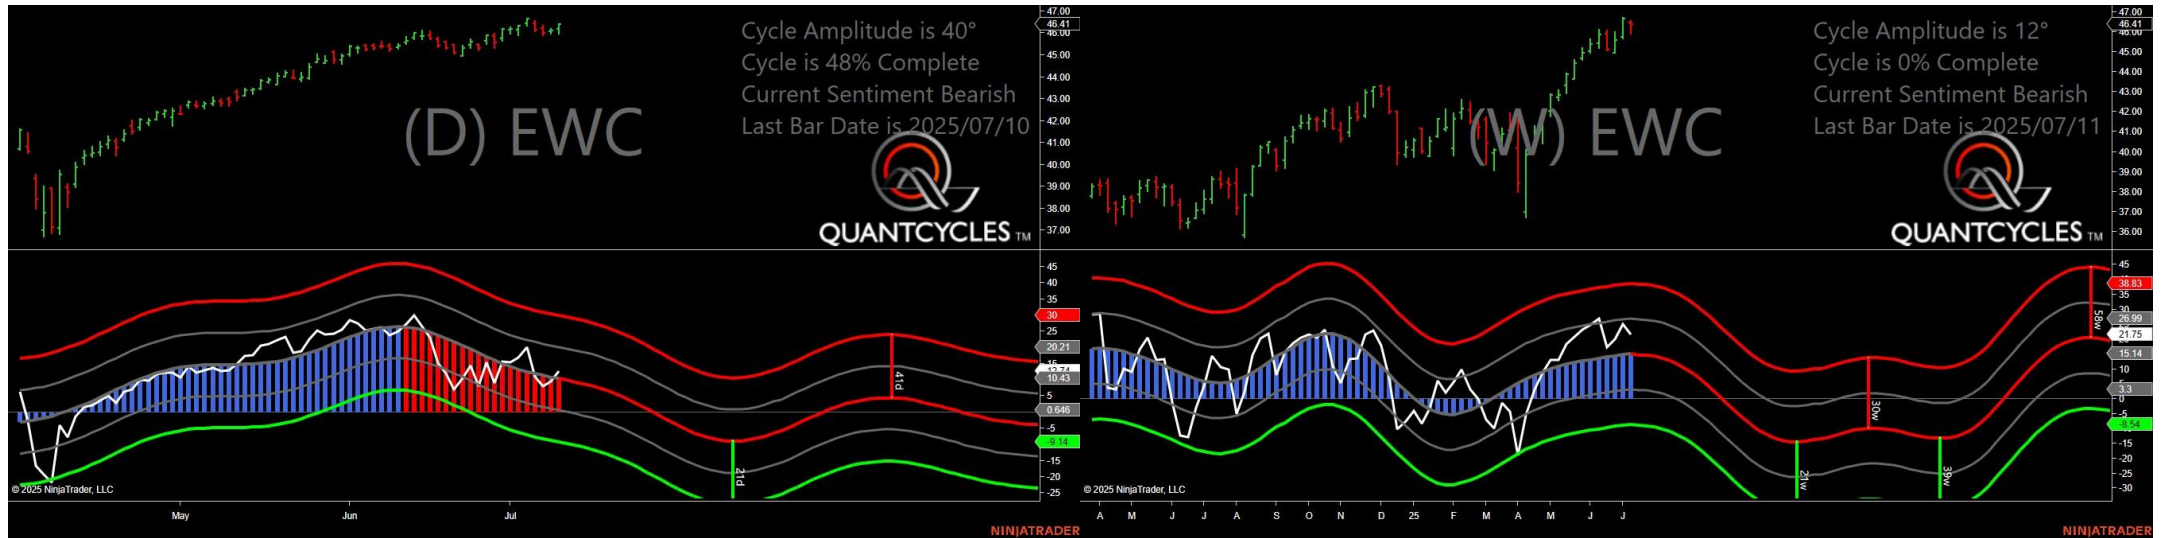 Cycle Amplitude is 40°
Cycle is 48% Complete
Current Sentiment Bearish
Last Bar Date is 2025/07/10
(D) EWC
QUANTCYCLES TM
47.00
46.41
46.00
45.00
44.00
43.00
42.00
41.00
40.00
39.00
38.00
37.00
45
40
35
30
25
20.21
15
10.43
5
0.646
-5
-9.14
-15
-20
-25
41d
21d
© 2025 NinjaTrader, LLC
May Jun Jul
NINJATRADER
Cycle Amplitude is 12°
Cycle is 0% Complete
Current Sentiment Bearish
Last Bar Date is 2025/07/11
(W) EWC
QUANTCYCLES TM
47.00
46.41
46.00
45.00
44.00
43.00
42.00
41.00
40.00
39.00
38.00
37.00
36.00
45
38.83
35
30
26.99
21.75
15.14
10
3.3
0
-5
-8.54
-15
-20
-25
-30
58w
30w
21w
39w
© 2025 NinjaTrader, LLC
A M J J A S O N D 25 F M A M J J
NINJATRADER